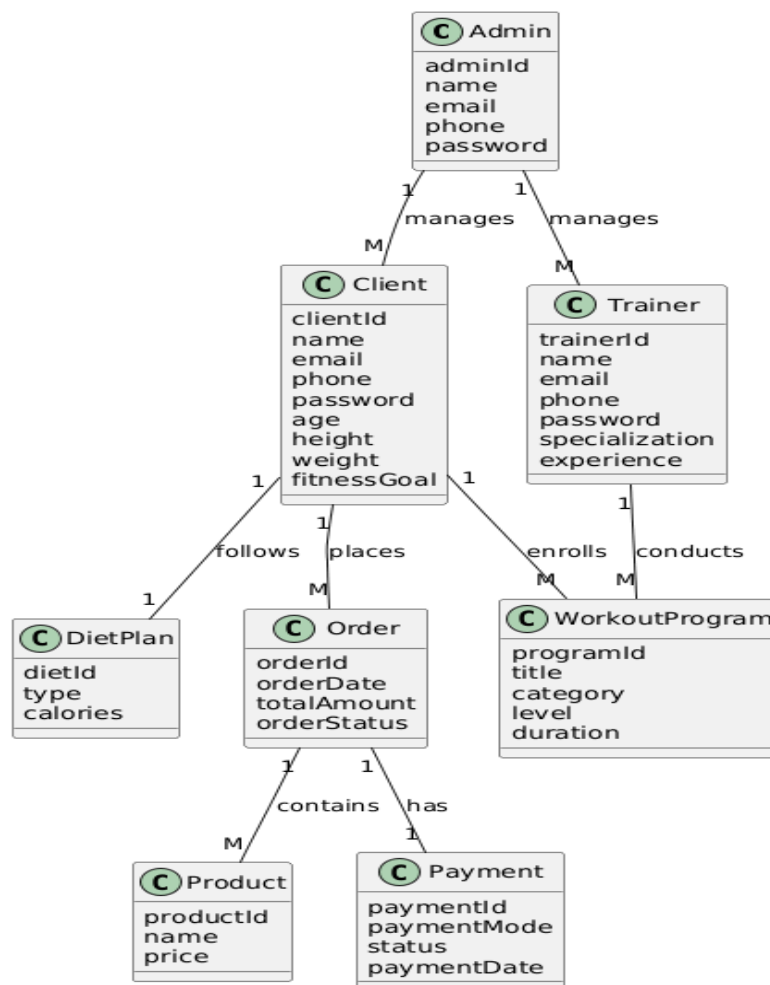 C Admin
adminId
name
email
phone
password
1
1
manages
manages
M
M
C Client
clientId
name
email
phone
password
age
height
weight
fitnessGoal
C Trainer
trainerId
name
email
phone
password
specialization
experience
1
1
1
1
follows
places
enrolls
conducts
1
M
M
M
C DietPlan
dietId
type
calories
C Order
orderId
orderDate
totalAmount
orderStatus
C WorkoutProgram
programId
title
category
level
duration
1
1
contains
has
M
1
C Product
productId
name
price
C Payment
paymentId
paymentMode
status
paymentDate